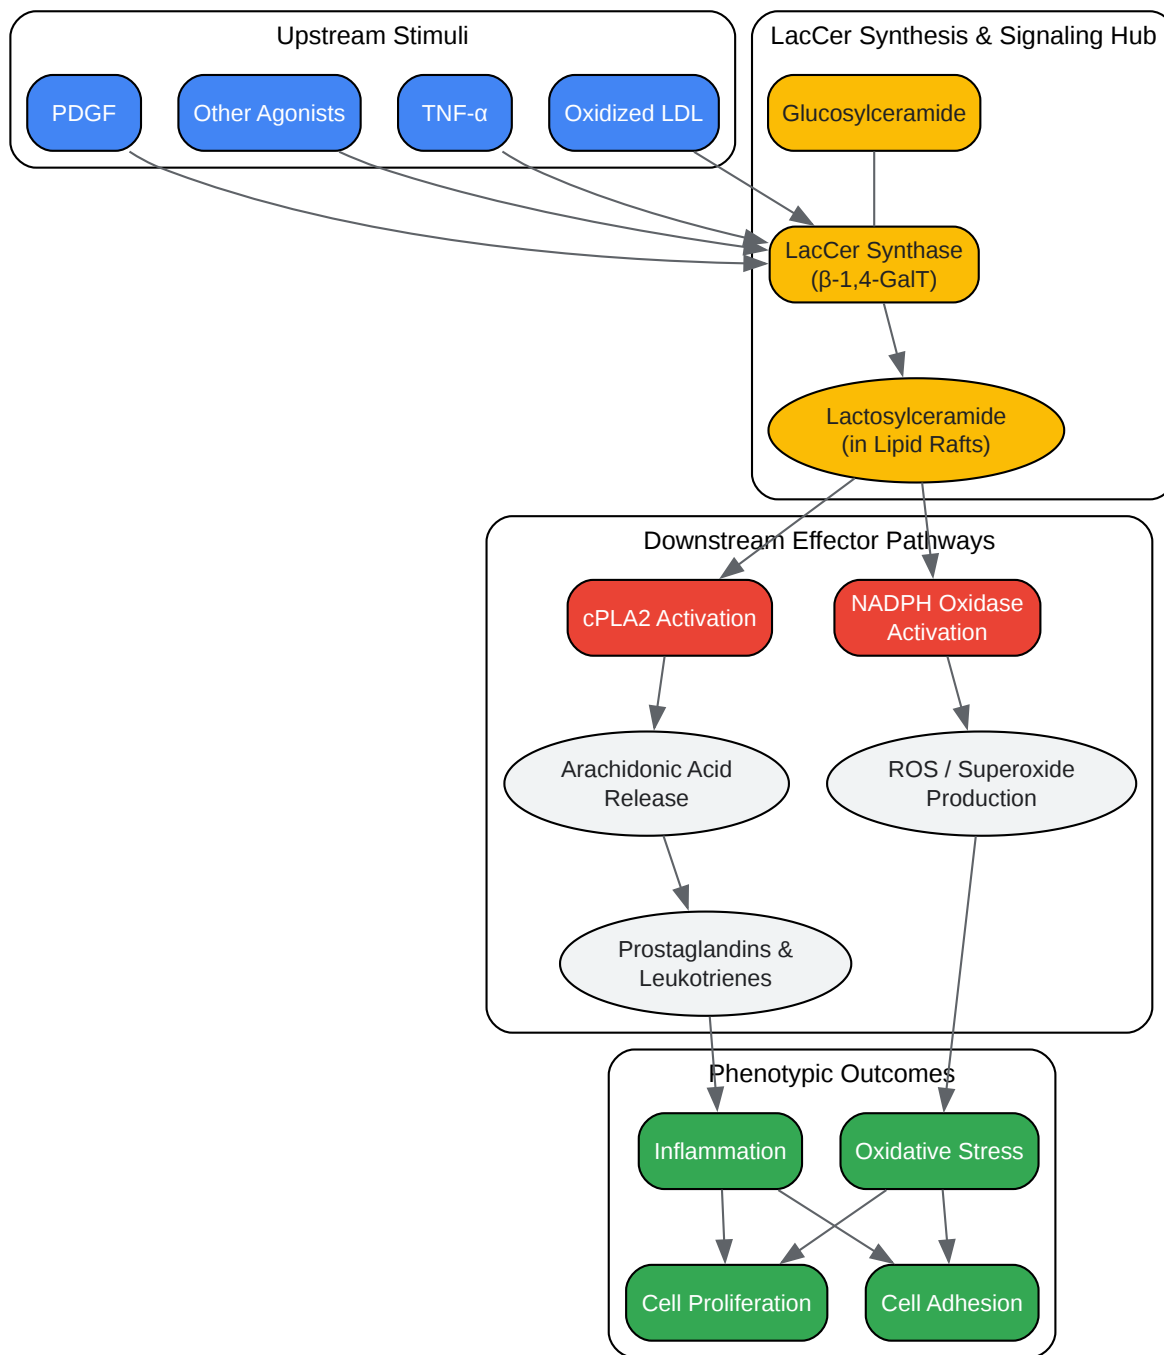 Upstream Stimuli
LacCer Synthesis & Signaling Hub
PDGF
Other Agonists
TNF-α
Oxidized LDL
Glucosylceramide
LacCer Synthase
(β-1,4-GalT)
Lactosylceramide
(in Lipid Rafts)
Downstream Effector Pathways
cPLA2 Activation
NADPH Oxidase
Activation
Arachidonic Acid
Release
ROS / Superoxide
Production
Prostaglandins &
Leukotrienes
Phenotypic Outcomes
Inflammation
Oxidative Stress
Cell Proliferation
Cell Adhesion